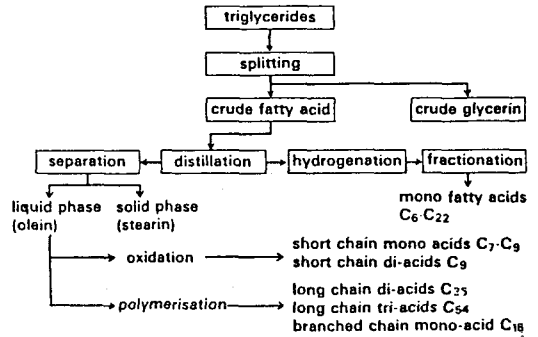 triglycerides
splitting
crude fatty acid
crude glycerin
separation
distillation
hydrogenation
fractionation
liquid phase
(olein)
solid phase
(stearin)
mono fatty acids
C6-C22
oxidation
short chain mono acids C7-C9
short chain di-acids C9
polymerisation
long chain di-acids C25
long chain tri-acids C54
branched chain mono-acid C18